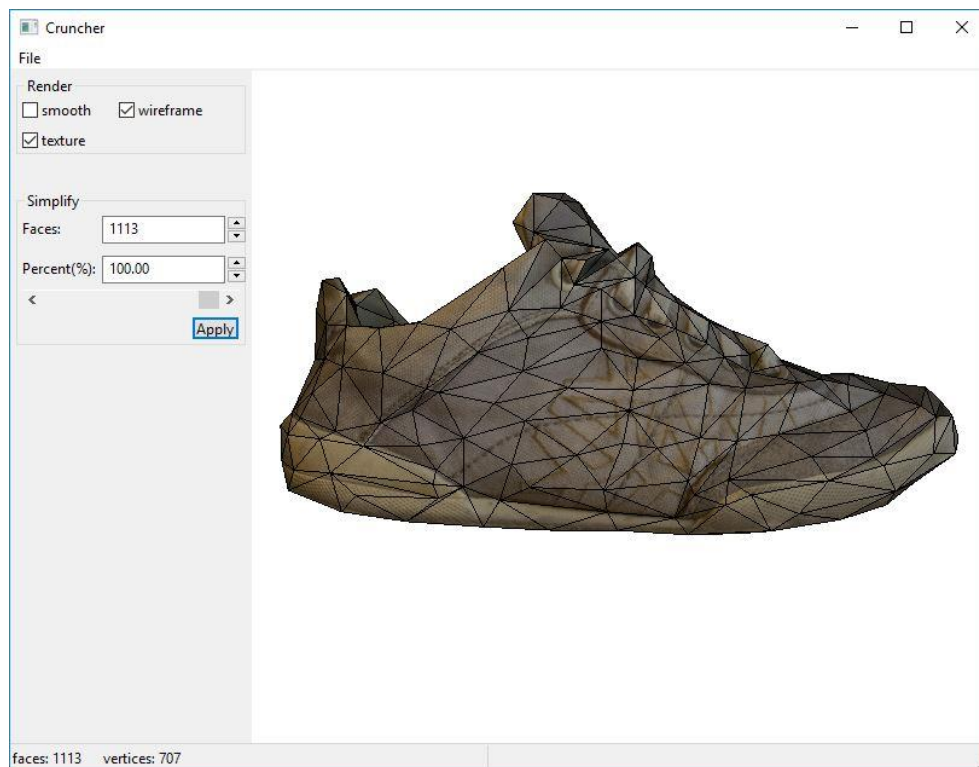 Cruncher
File
Render
smooth wireframe
texture
Simplify
Faces: 1113
Percent(%): 100.00
Apply
faces: 1113 vertices: 707